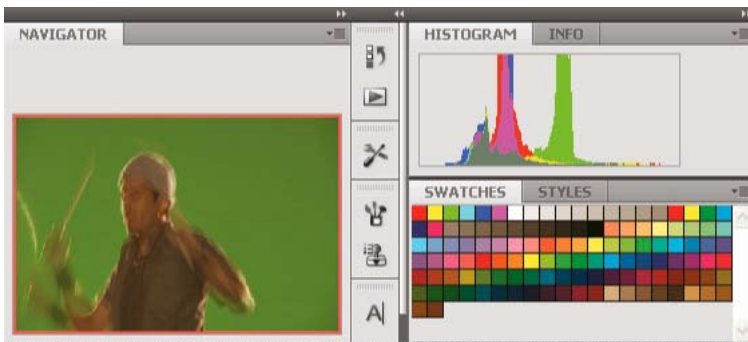 NAVIGATOR
HISTOGRAM
INFO
SWATCHES
STYLES
A